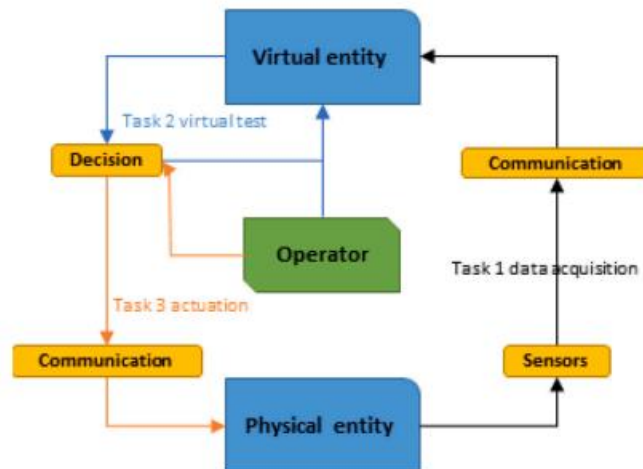 Virtual entity
Task 2 virtual test
Decision
Communication
Operator
Task 1 data acquisition
Task 3 actuation
Communication
Sensors
Physical entity